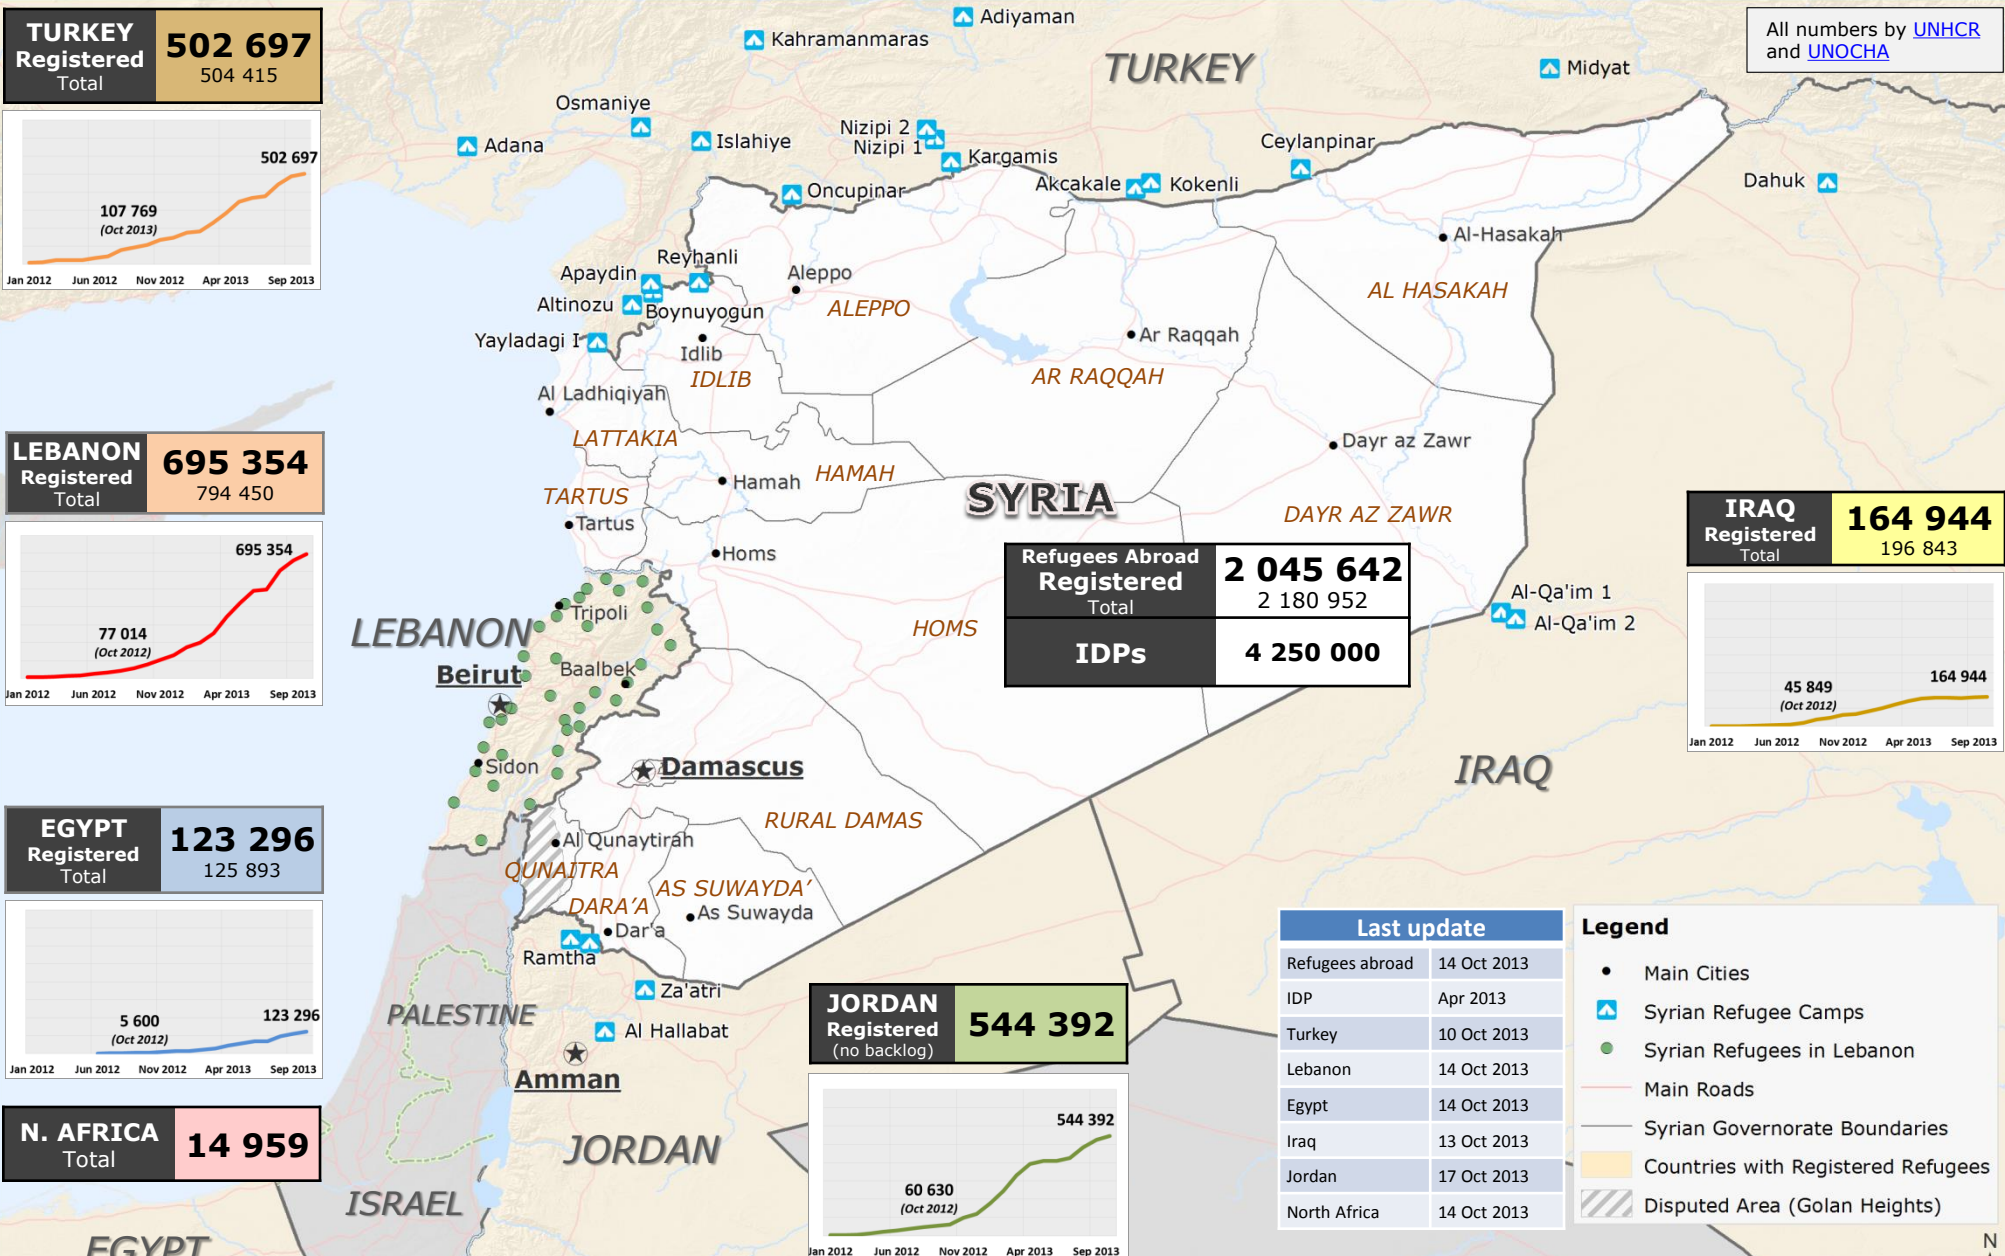 TURKEY
Registered
Total
502 697
504 415
Adiyaman
Kahramanmaras
TURKEY
Midyat
All numbers by UNHCR
and UNOCHA
502 697
107 769
(Oct 2013)
Jan 2012 Jun 2012 Nov 2012 Apr 2013 Sep 2013
Osmaniye
Adana
Islahiye
Nizipi 2
Nizipi 1
Kargamis
Ceylanpinar
Oncupinar
Akcakale
Kokenli
Dahuk
Al-Hasakah
Reyhanli
Apaydin
Aleppo
Altinozu
Boynuyogun
ALEPPO
AL HASAKAH
Yayladagi I
Idlib
Ar Raqqah
IDLIB
AR RAQQAH
Al Ladhiqiyah
LATTAKIA
Dayr az Zawr
LEBANON
Registered
Total
695 354
794 450
Hamah
HAMAH
TARTUS
SYRIA
DAYR AZ ZAWR
Tartus
Homs
IRAQ
Registered
Total
164 944
196 843
695 354
77 014
(Oct 2012)
Jan 2012 Jun 2012 Nov 2012 Apr 2013 Sep 2013
Refugees Abroad
Registered
Total
2 045 642
2 180 952
IDPs
4 250 000
Al-Qa'im 1
Al-Qa'im 2
Tripoli
LEBANON
HOMS
Beirut
Baalbek
164 944
45 849
(Oct 2012)
Jan 2012 Jun 2012 Nov 2012 Apr 2013 Sep 2013
Sidon
Damascus
IRAQ
EGYPT
Registered
Total
123 296
125 893
RURAL DAMAS
Al Qunaytirah
QUNAITRA
AS SUWAYDA'
DARA'A
As Suwayda
Dar'a
Ramtha
Za'atri
PALESTINE
Al Hallabat
Amman
123 296
5 600
(Oct 2012)
Jan 2012 Jun 2012 Nov 2012 Apr 2013 Sep 2013
N. AFRICA
Total
14 959
JORDAN
Registered
(no backlog)
544 392
544 392
60 630
(Oct 2012)
Jan 2012 Jun 2012 Nov 2012 Apr 2013 Sep 2013
JORDAN
ISRAEL
EGYPT
Last update
Refugees abroad 14 Oct 2013
IDP Apr 2013
Turkey 10 Oct 2013
Lebanon 14 Oct 2013
Egypt 14 Oct 2013
Iraq 13 Oct 2013
Jordan 17 Oct 2013
North Africa 14 Oct 2013
Legend
Main Cities
Syrian Refugee Camps
Syrian Refugees in Lebanon
Main Roads
Syrian Governorate Boundaries
Countries with Registered Refugees
Disputed Area (Golan Heights)
N